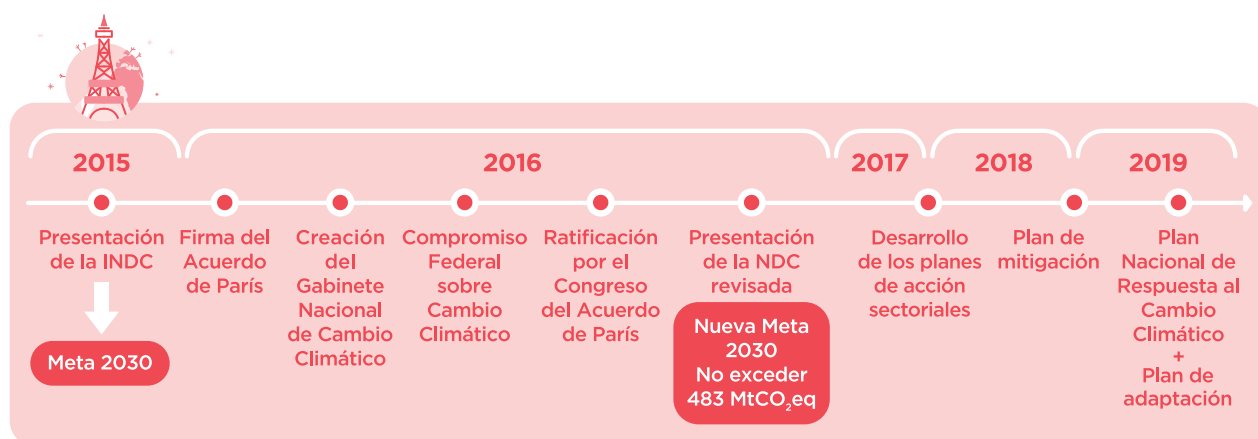 2015
2016
2017
2018
2019
Presentación
de la INDC
Meta 2030
Firma del
Acuerdo
de París
Creación
del
Gabinete
Nacional
de Cambio
Climático
Compromiso
Federal
sobre
Cambio
Climático
Ratificación
por el
Congreso
del Acuerdo
de París
Presentación
de la NDC
revisada
Nueva Meta
2030
No exceder
483 MtCO₂eq
Desarrollo
de los planes
de acción
sectoriales
Plan de
mitigación
Plan
Nacional de
Respuesta al
Cambio
Climático
+
Plan de
adaptación